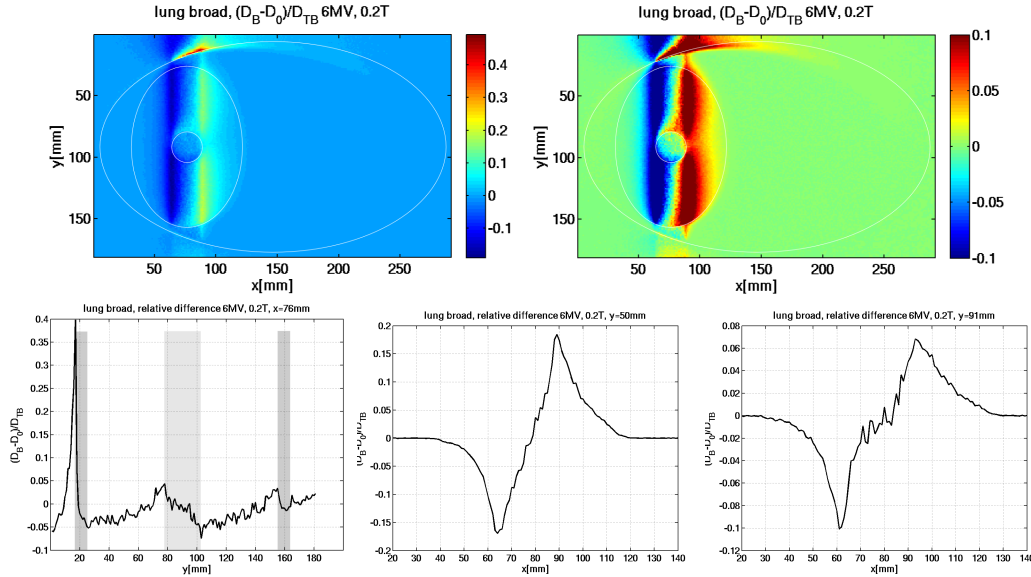 lung broad, (D_B-D_0)/D_TB 6MV, 0.2T
y[mm]
50
100
150
50 100 150 200 250
x[mm]
0.4
0.3
0.2
0.1
0
-0.1
lung broad, (D_B-D_0)/D_TB 6MV, 0.2T
y[mm]
50
100
150
50 100 150 200 250
x[mm]
0.1
0.05
0
-0.05
-0.1
lung broad, relative difference 6MV, 0.2T, x=76mm
(D_B-D_0)/D_TB
0.4
0.35
0.3
0.25
0.2
0.15
0.1
0.05
0
-0.05
-0.1
20 40 60 80 100 120 140 160 180
y[mm]
lung broad, relative difference 6MV, 0.2T, y=50mm
(D_B-D_0)/D_TB
0.2
0.15
0.1
0.05
0
-0.05
-0.1
-0.15
-0.2
20 30 40 50 60 70 80 90 100 110 120 130 140
x[mm]
lung broad, relative difference 6MV, 0.2T, y=91mm
(D_B-D_0)/D_TB
0.08
0.06
0.04
0.02
0
-0.02
-0.04
-0.06
-0.08
-0.1
-0.12
20 30 40 50 60 70 80 90 100 110 120 130 140
x[mm]